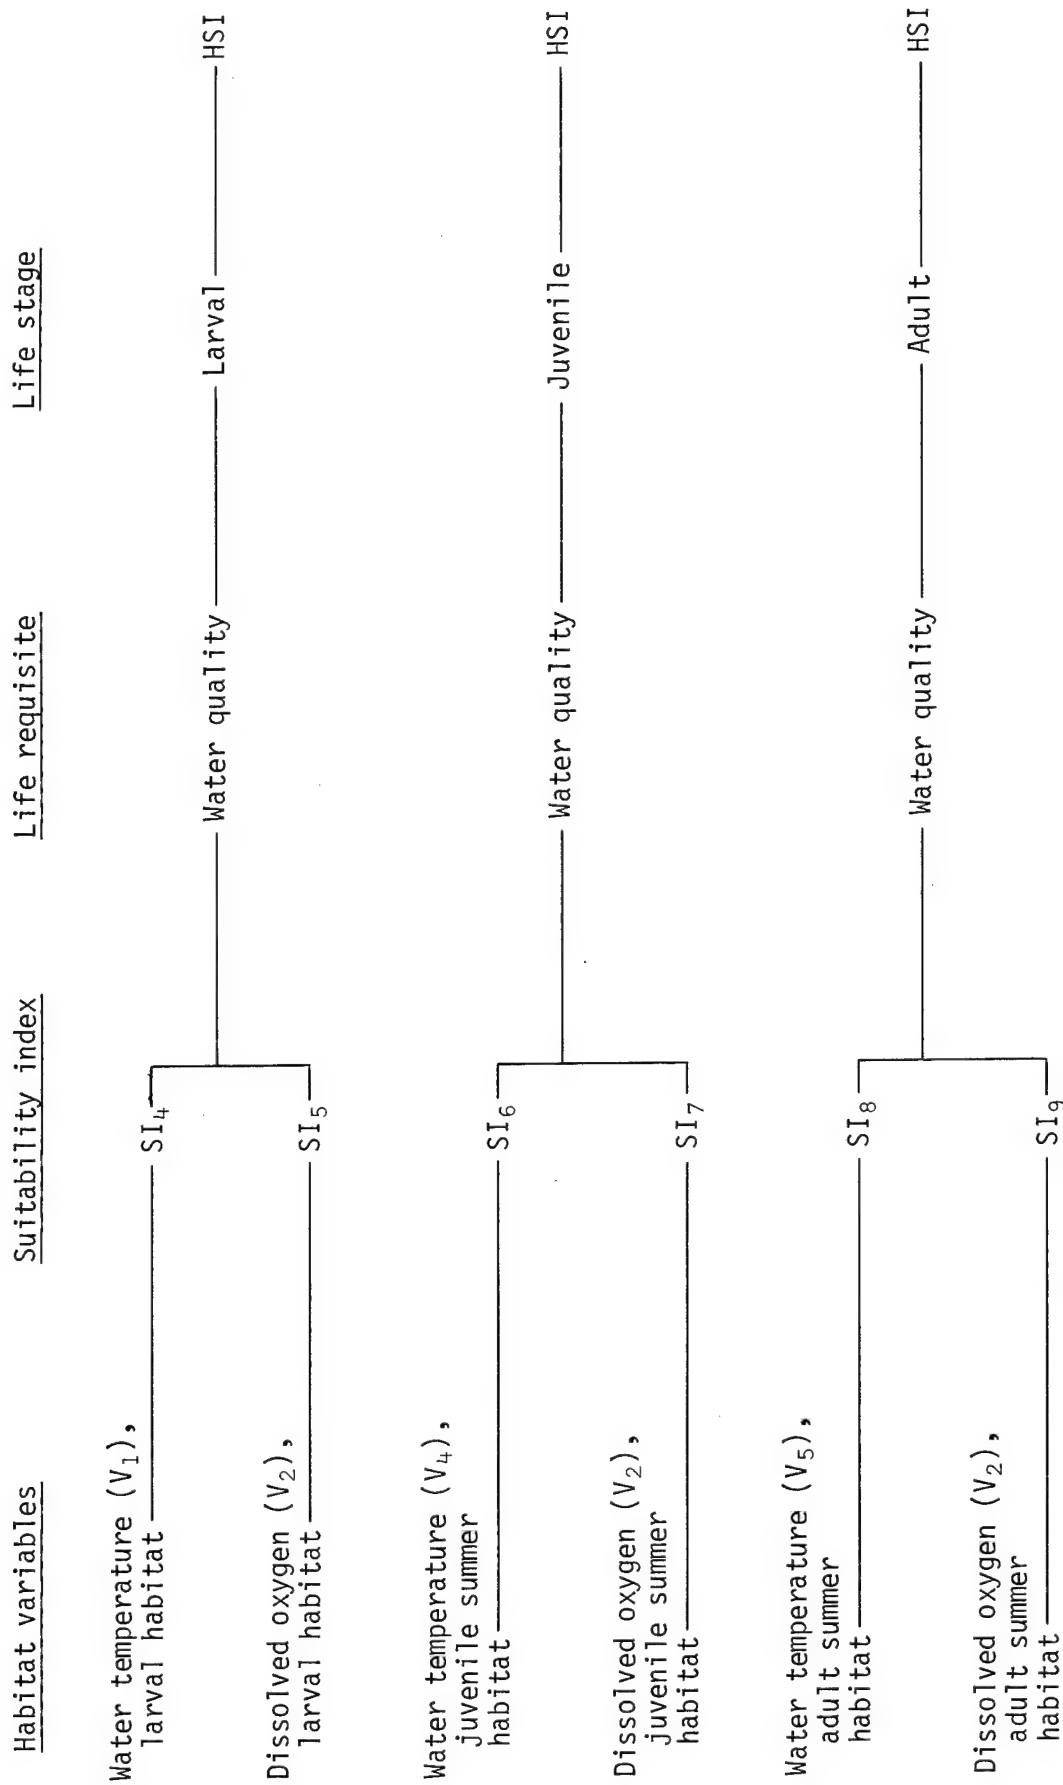 Habitat variables Suitability index Life requisite Life stage
Water temperature (V₁),
larval habitat SI₄
Water quality Larval HSI
Dissolved oxygen (V₂),
larval habitat SI₅
Water temperature (V₄),
juvenile summer
habitat SI₆
Water quality Juvenile HSI
Dissolved oxygen (V₂),
juvenile summer
habitat SI₇
Water temperature (V₅),
adult summer
habitat SI₈
Water quality Adult HSI
Dissolved oxygen (V₂),
adult summer
habitat SI₉